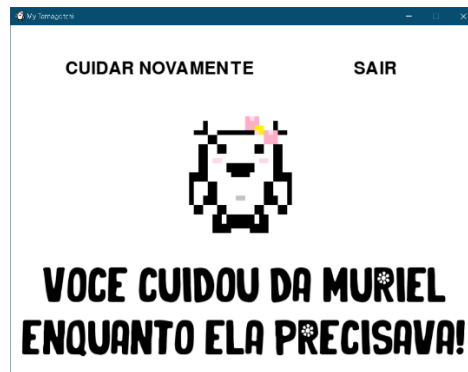 My Tamagotchi
CUIDAR NOVAMENTE SAIR
VOCE CUIDOU DA MURIEL
ENQUANTO ELA PRECISAVA!